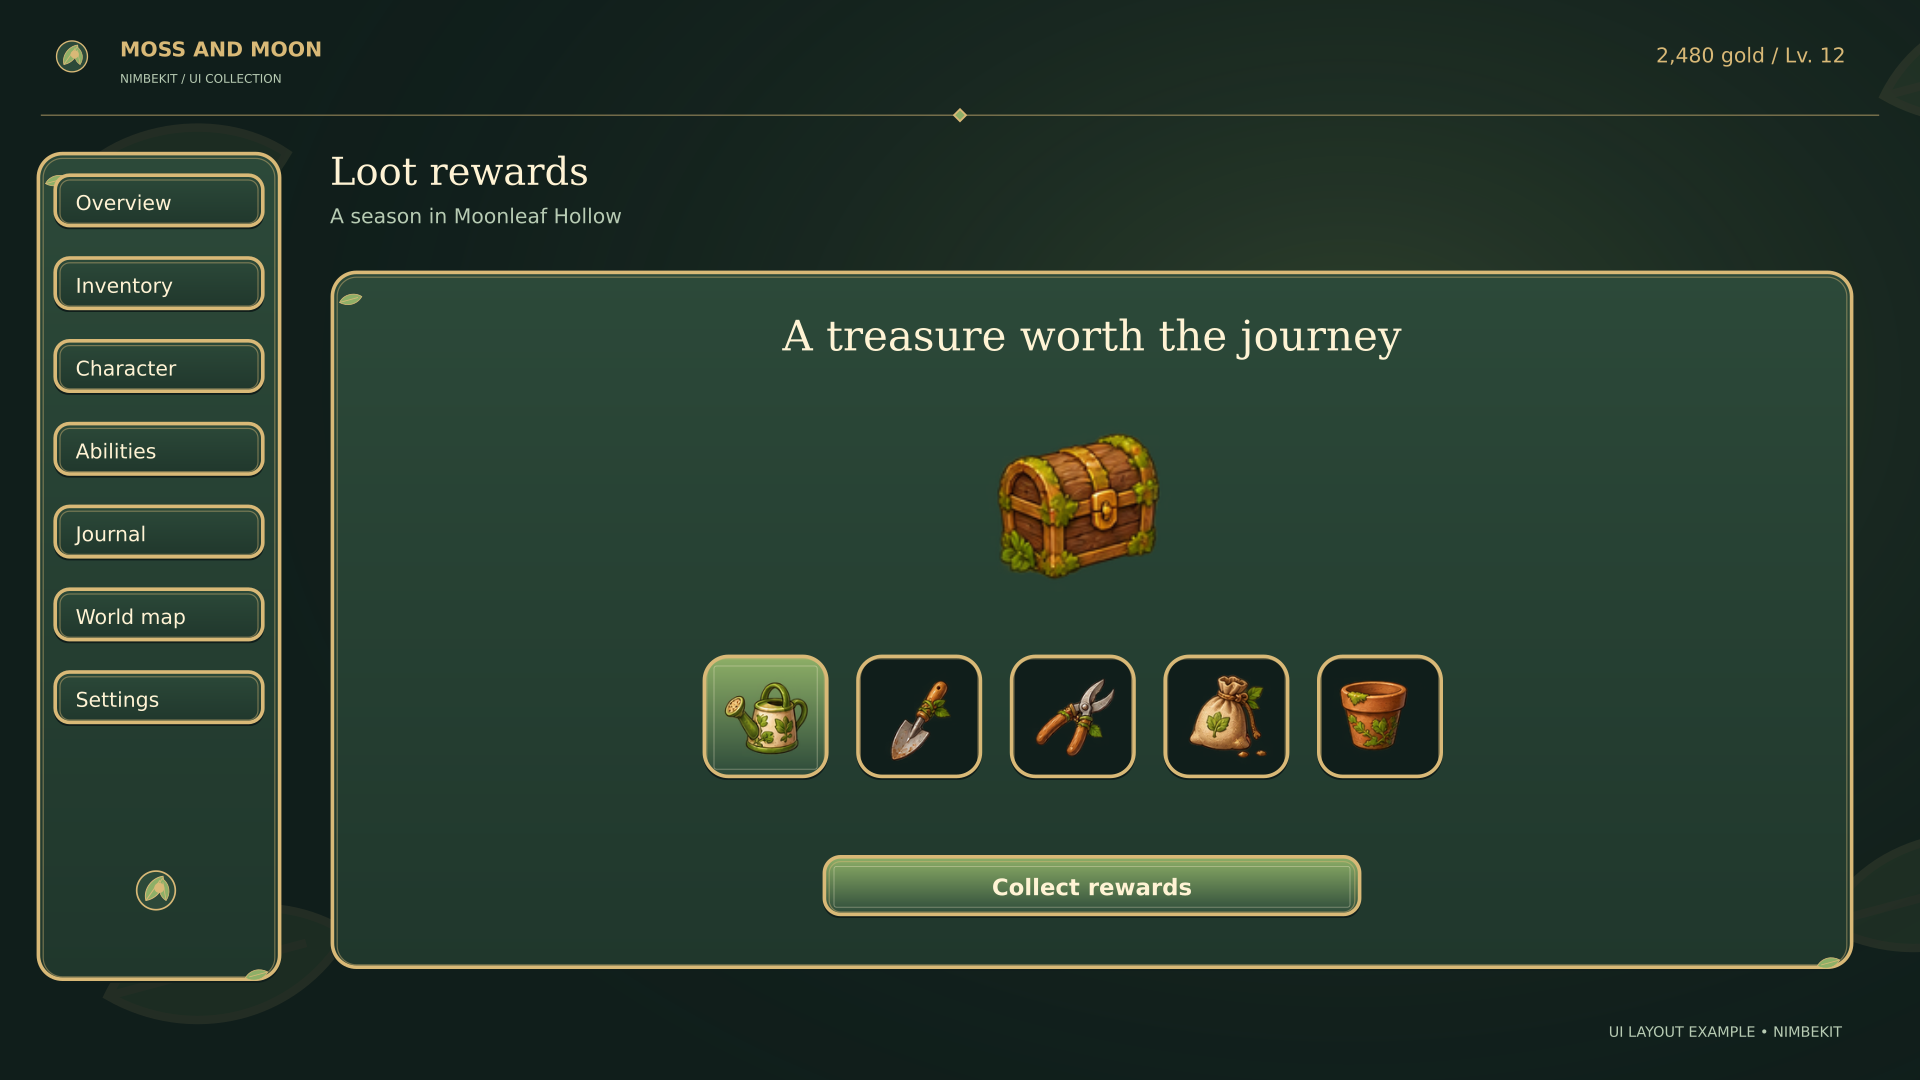 MOSS AND MOON
NIMBEKIT / UI COLLECTION
2,480 gold / Lv. 12
Overview
Inventory
Character
Abilities
Journal
World map
Settings
Loot rewards
A season in Moonleaf Hollow
A treasure worth the journey
Collect rewards
UI LAYOUT EXAMPLE • NIMBEKIT